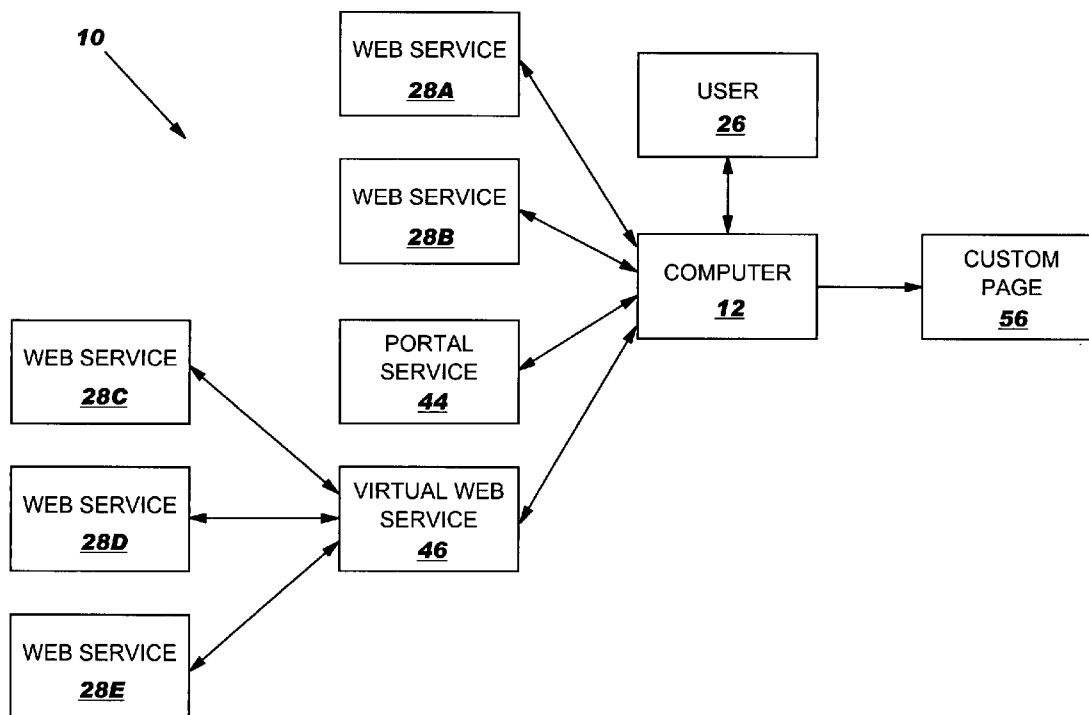 10
WEB SERVICE
28A
USER
26
WEB SERVICE
28B
COMPUTER
12
CUSTOM
PAGE
56
PORTAL
SERVICE
44
WEB SERVICE
28C
VIRTUAL WEB
SERVICE
46
WEB SERVICE
28D
WEB SERVICE
28E